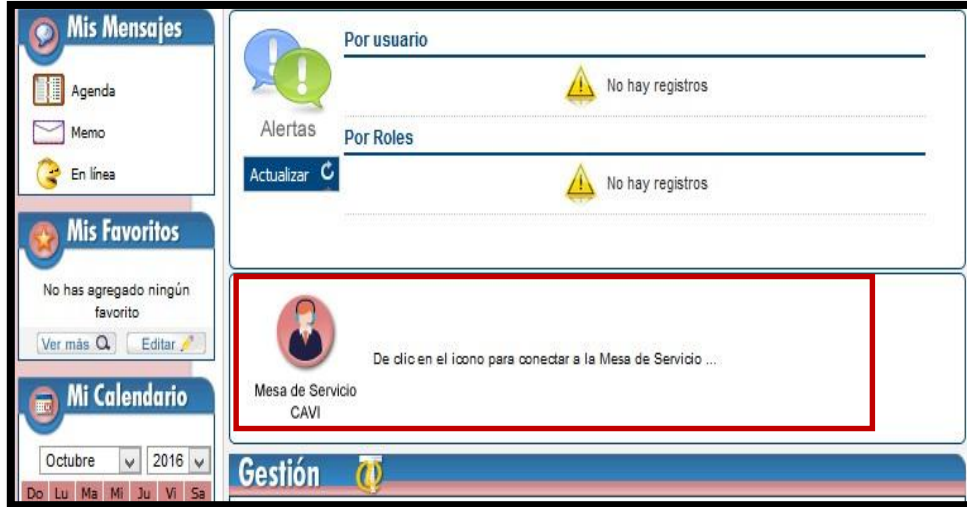 Mis Mensajes
Agenda
Memo
En línea
Mis Favoritos
No has agregado ningún
favorito
Ver más
Editar
Mi Calendario
Octubre
2016
Do Lu Ma Mi Ju Vi Sa
Alertas
Actualizar
Por usuario
No hay registros
Por Roles
No hay registros
Mesa de Servicio
CAVI
De clic en el icono para conectar a la Mesa de Servicio ...
Gestión